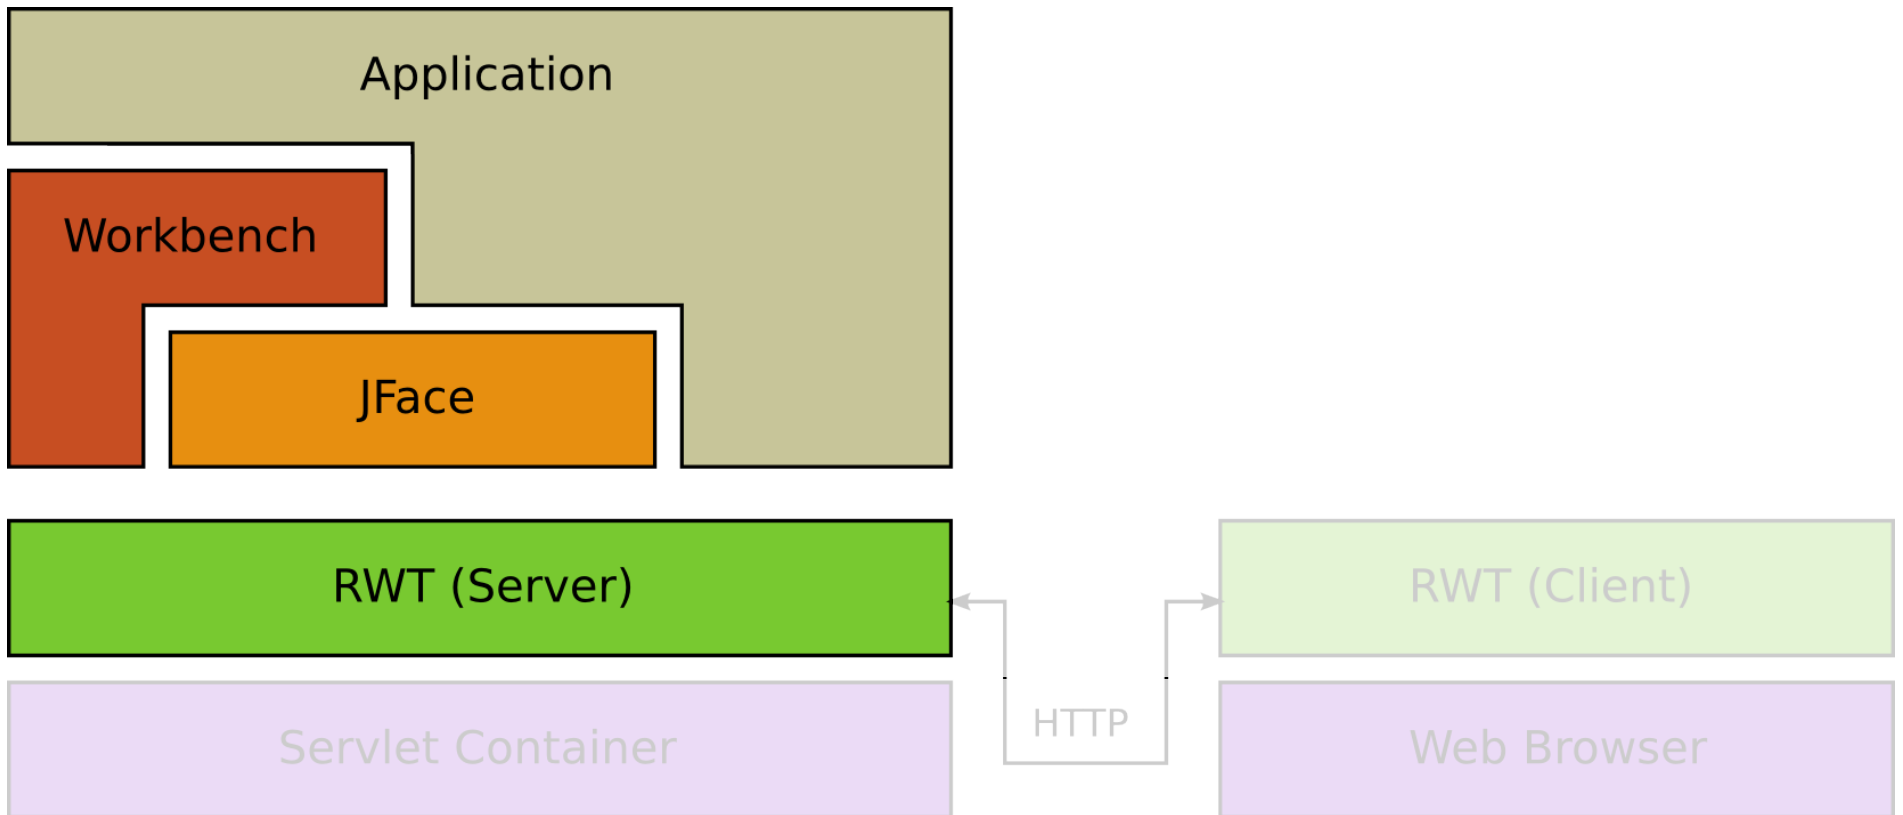 Application
Workbench
JFace
RWT (Server)
RWT (Client)
HTTP
Servlet Container
Web Browser